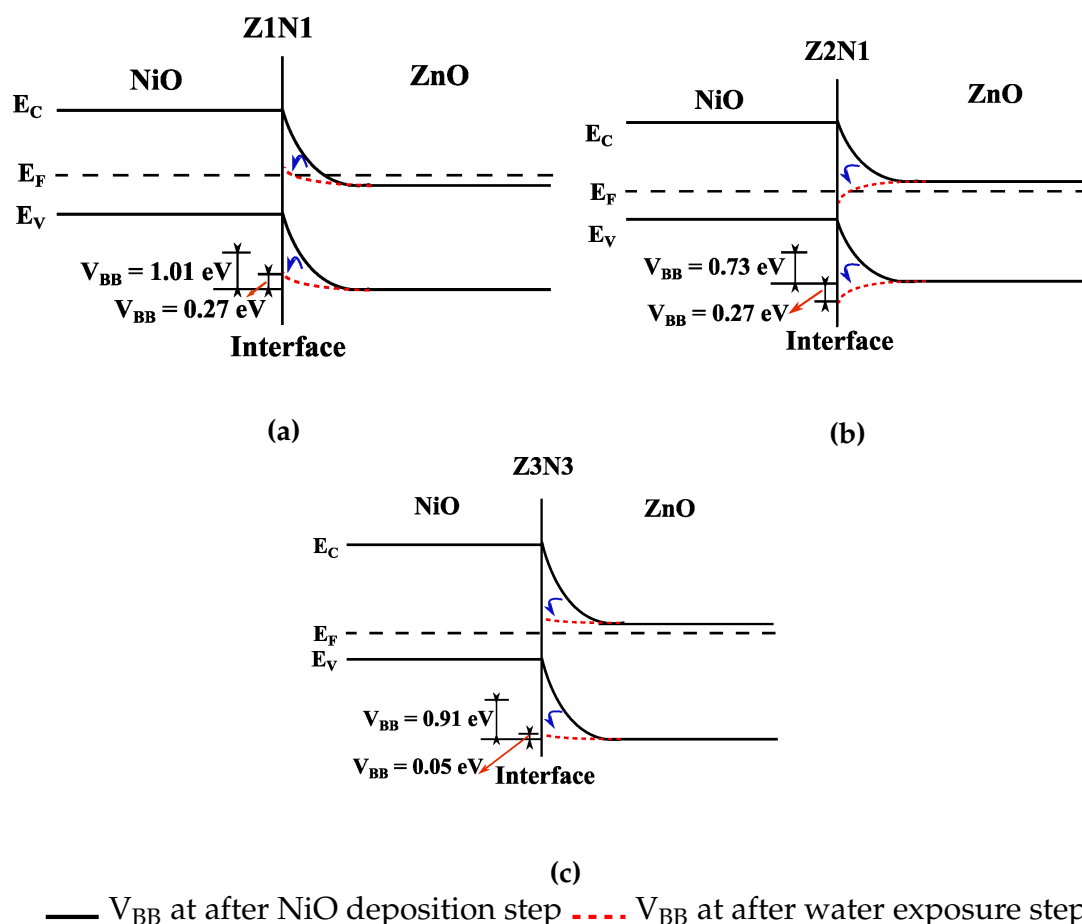 Z1N1
NiO
ZnO
E_C
E_F
E_V
V_BB = 1.01 eV
V_BB = 0.27 eV
Interface
(a)
Z2N1
NiO
ZnO
E_C
E_F
E_V
V_BB = 0.73 eV
V_BB = 0.27 eV
Interface
(b)
Z3N3
NiO
ZnO
E_C
E_F
E_V
V_BB = 0.91 eV
V_BB = 0.05 eV
Interface
(c)
V_BB at after NiO deposition step V_BB at after water exposure step